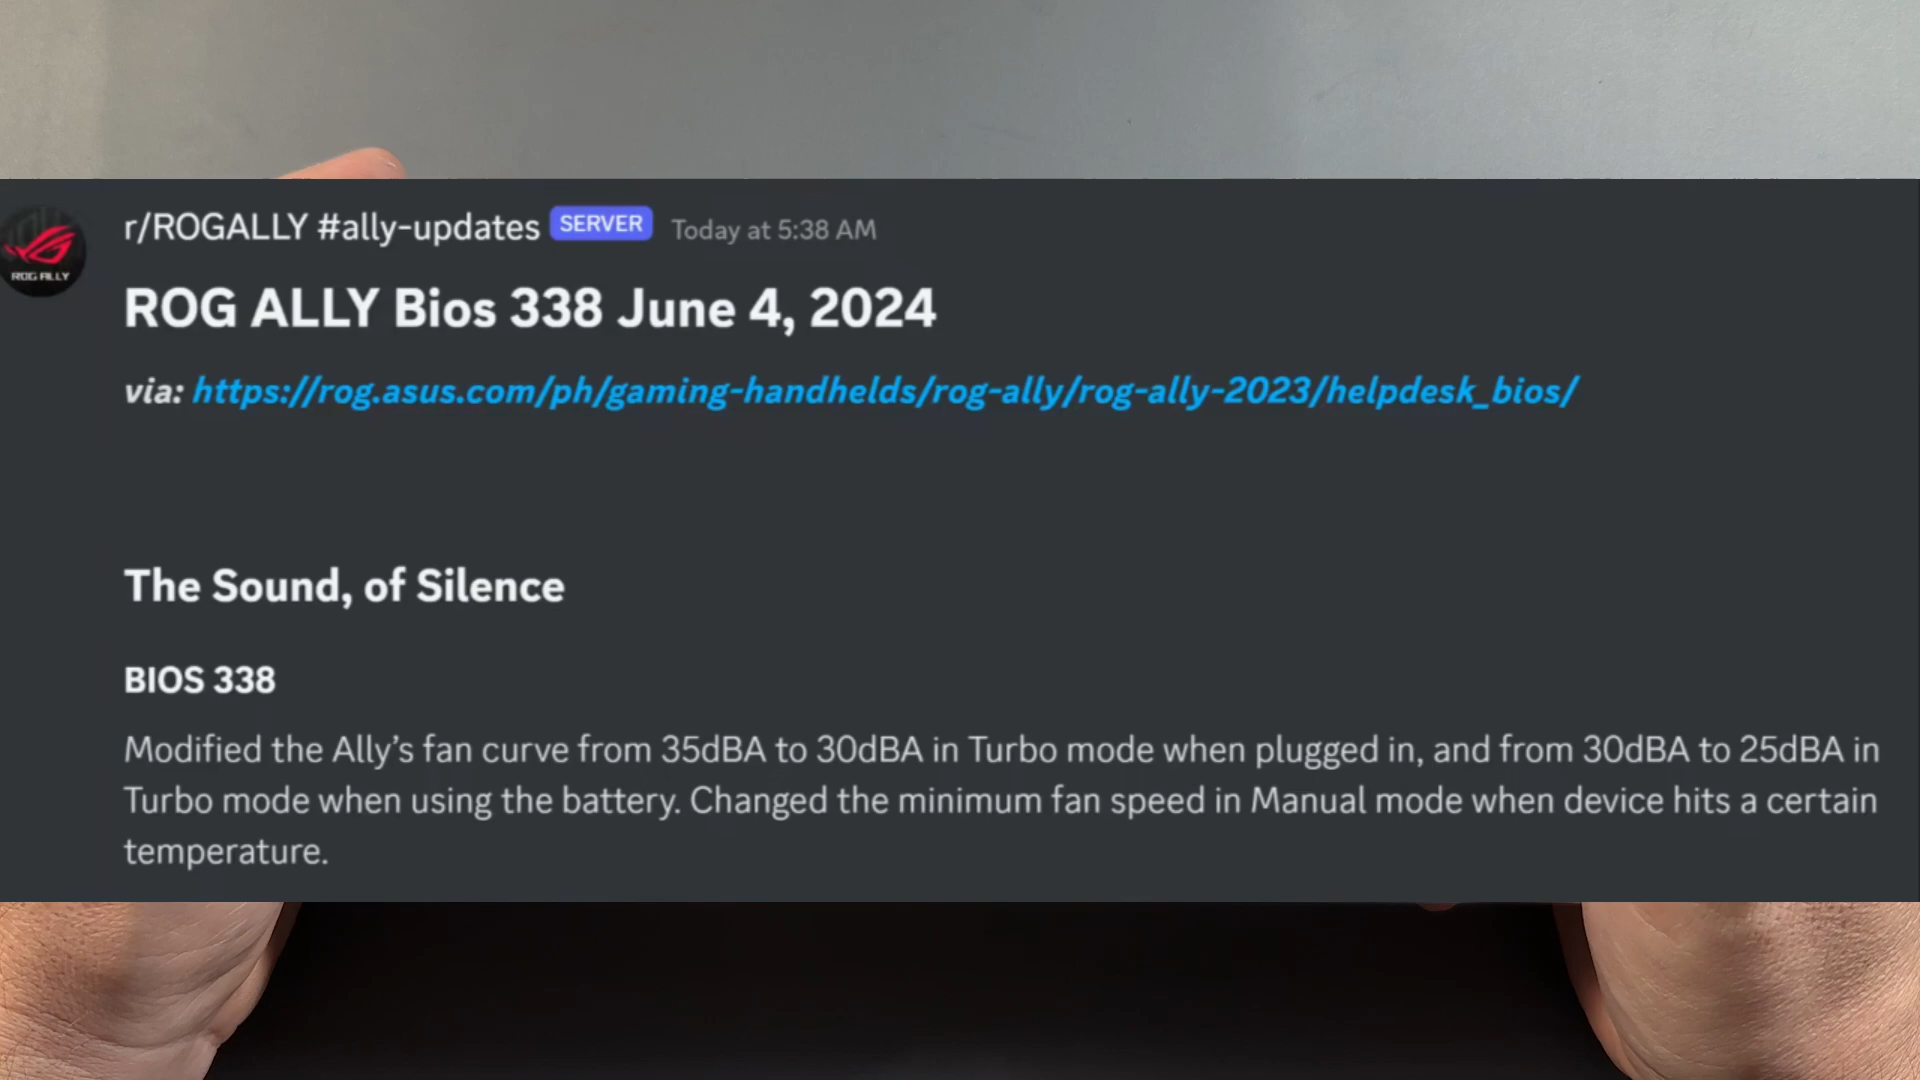 r/ROGALLY #ally-updates SERVER Today at 5:38 AM
ROG ALLY
ROG ALLY Bios 338 June 4, 2024
via: https://rog.asus.com/ph/gaming-handhelds/rog-ally/rog-ally-2023/helpdesk_bios/
The Sound, of Silence
BIOS 338
Modified the Ally’s fan curve from 35dBA to 30dBA in Turbo mode when plugged in, and from 30dBA to 25dBA in
Turbo mode when using the battery. Changed the minimum fan speed in Manual mode when device hits a certain
temperature.